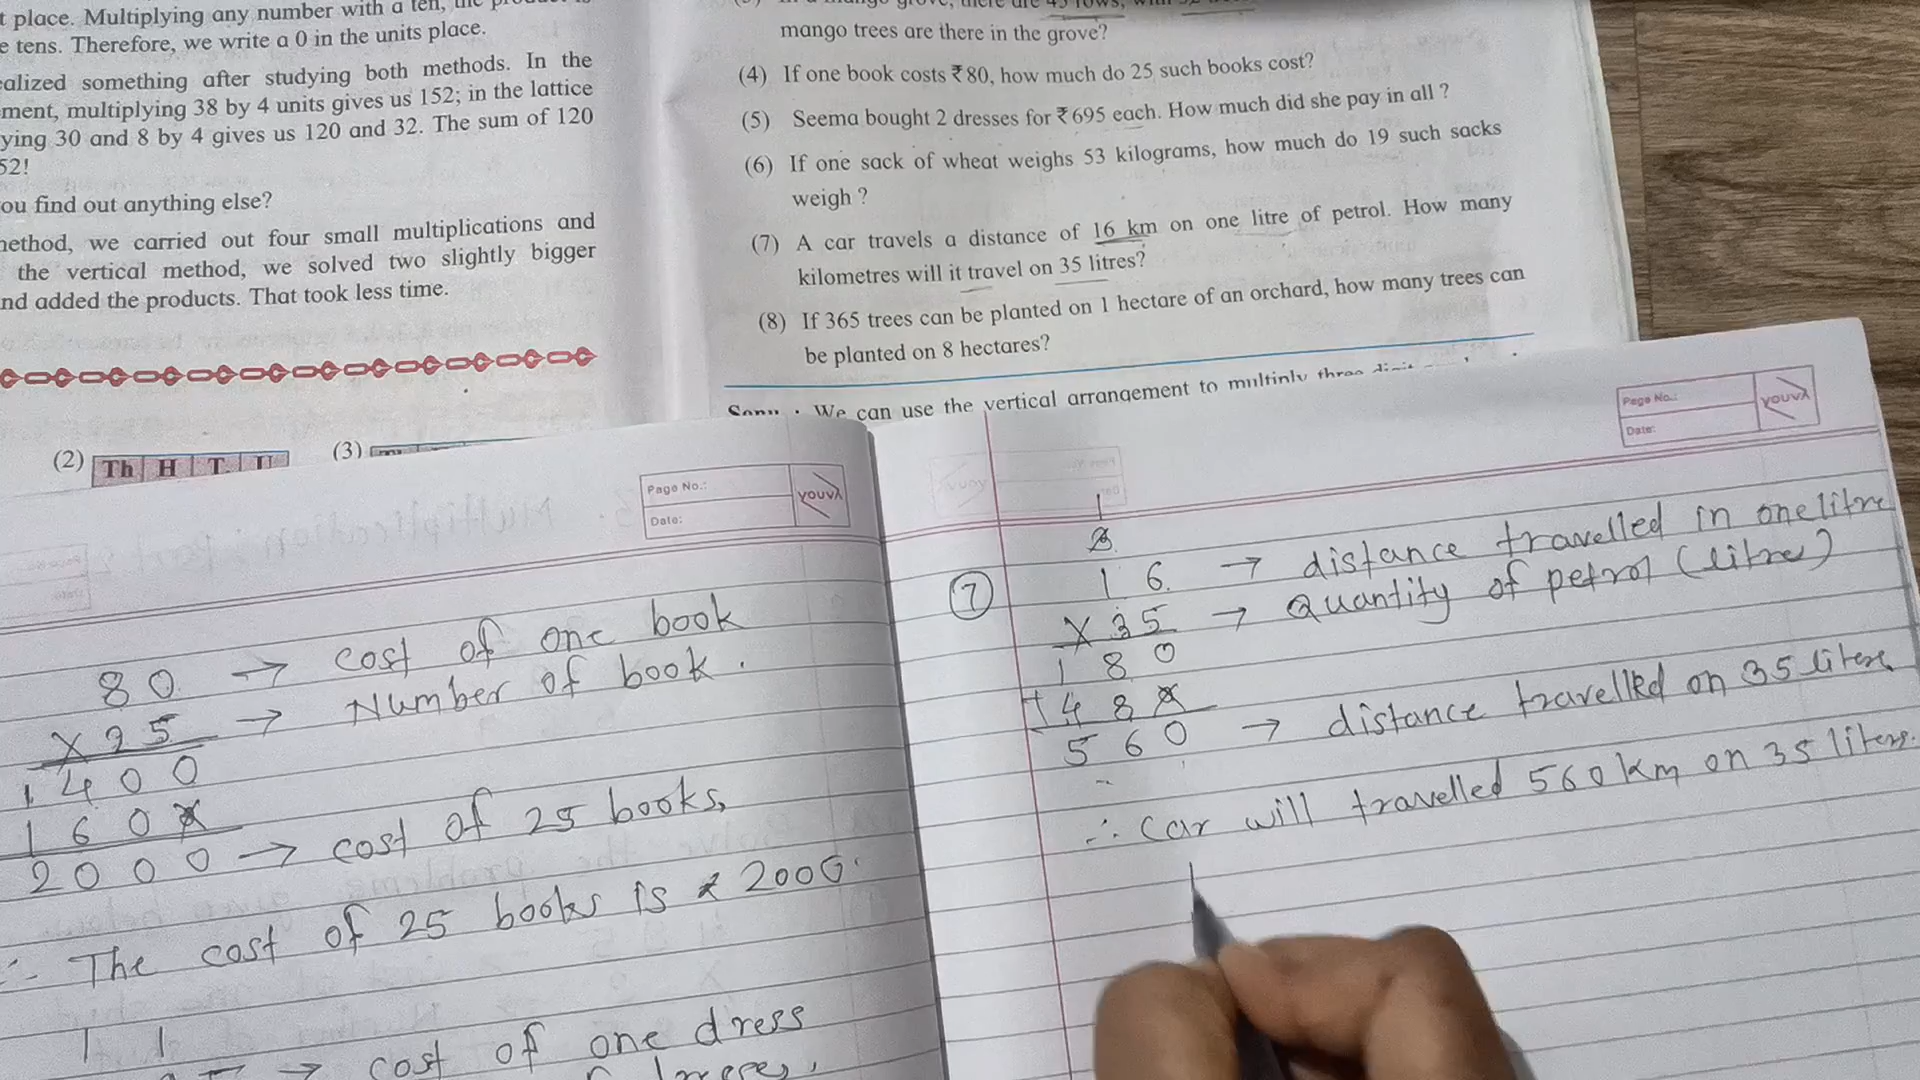 t place. Multiplying any number with a ten, the
e tens. Therefore, we write a 0 in the units place.
ealized something after studying both methods. In the
ment, multiplying 38 by 4 units gives us 152; in the lattice
ying 30 and 8 by 4 gives us 120 and 32. The sum of 120
52!
ou find out anything else?
nethod, we carried out four small multiplications and
the vertical method, we solved two slightly bigger
nd added the products. That took less time.
(2) Th H T U
(3)
mango trees are there in the grove?
(4) If one book costs ₹80, how much do 25 such books cost?
(5) Seema bought 2 dresses for ₹695 each. How much did she pay in all ?
(6) If one sack of wheat weighs 53 kilograms, how much do 19 such sacks
weigh ?
(7) A car travels a distance of 16 km on one litre of petrol. How many
kilometres will it travel on 35 litres?
(8) If 365 trees can be planted on 1 hectare of an orchard, how many trees can
be planted on 8 hectares?
We can use the vertical arrangement to multiply three
Page No.:
Date:
youva
80 → cost of one book
X 25 → Number of book.
1400
160X
2000 → cost of 25 books,
∴ The cost of 25 books is ₹ 2000.
1 1
→ cost of one dress
Page No.:
Date:
youva
1
2
7 16 → distance travelled in one litre
X 35 → Quantity of petrol (litre)
180
+48X
560 → distance travelled on 35 liters
∴ Car will travelled 560 km on 35 liters.